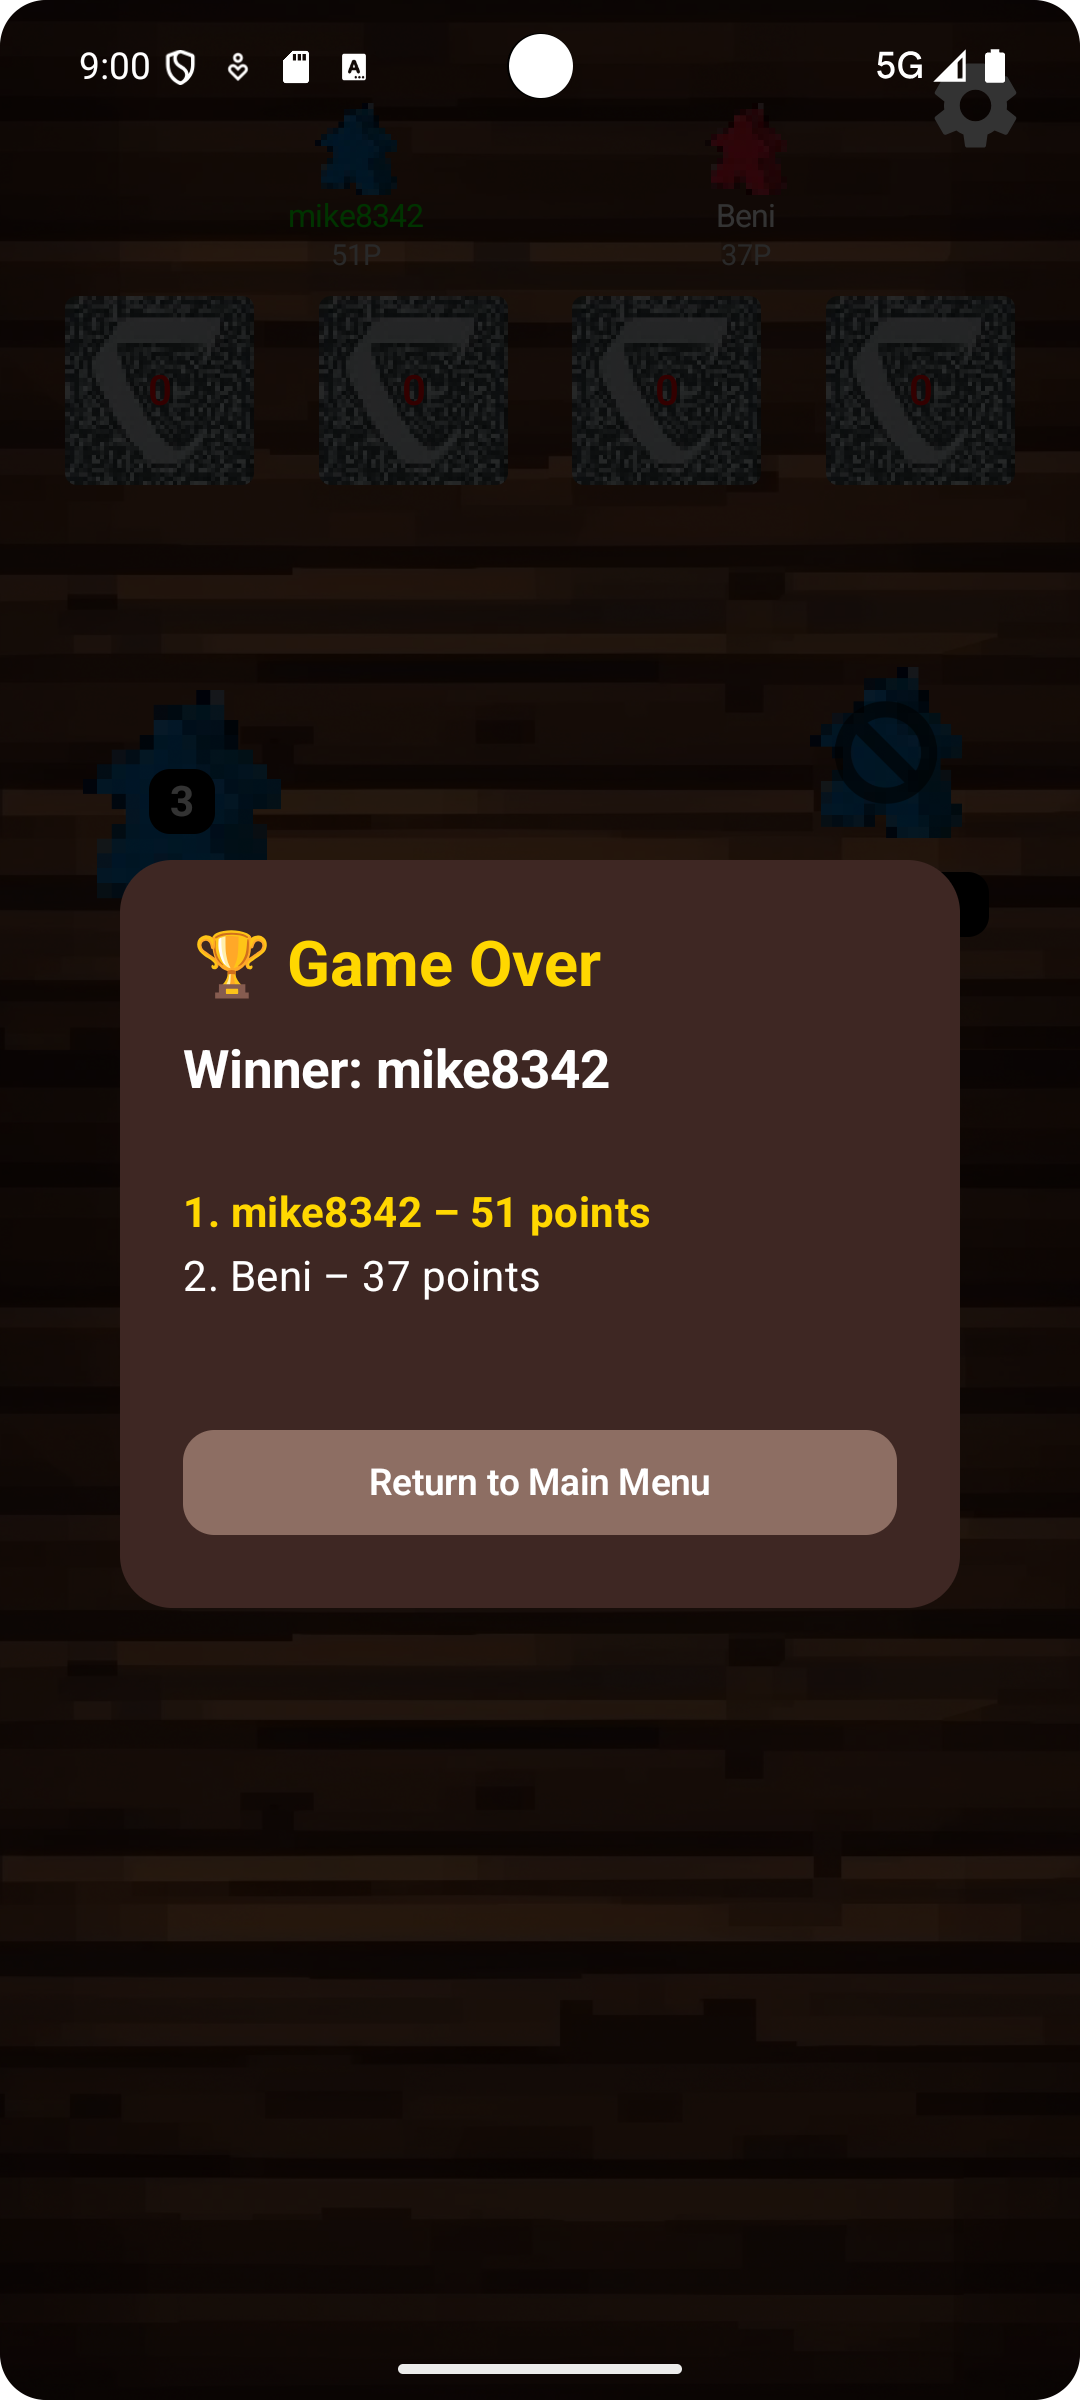 9:00 A 5G
mike8342 Beni
51P 37P
0 0 0 0
3
🏆 Game Over
Winner: mike8342
1. mike8342 – 51 points
2. Beni – 37 points
Return to Main Menu